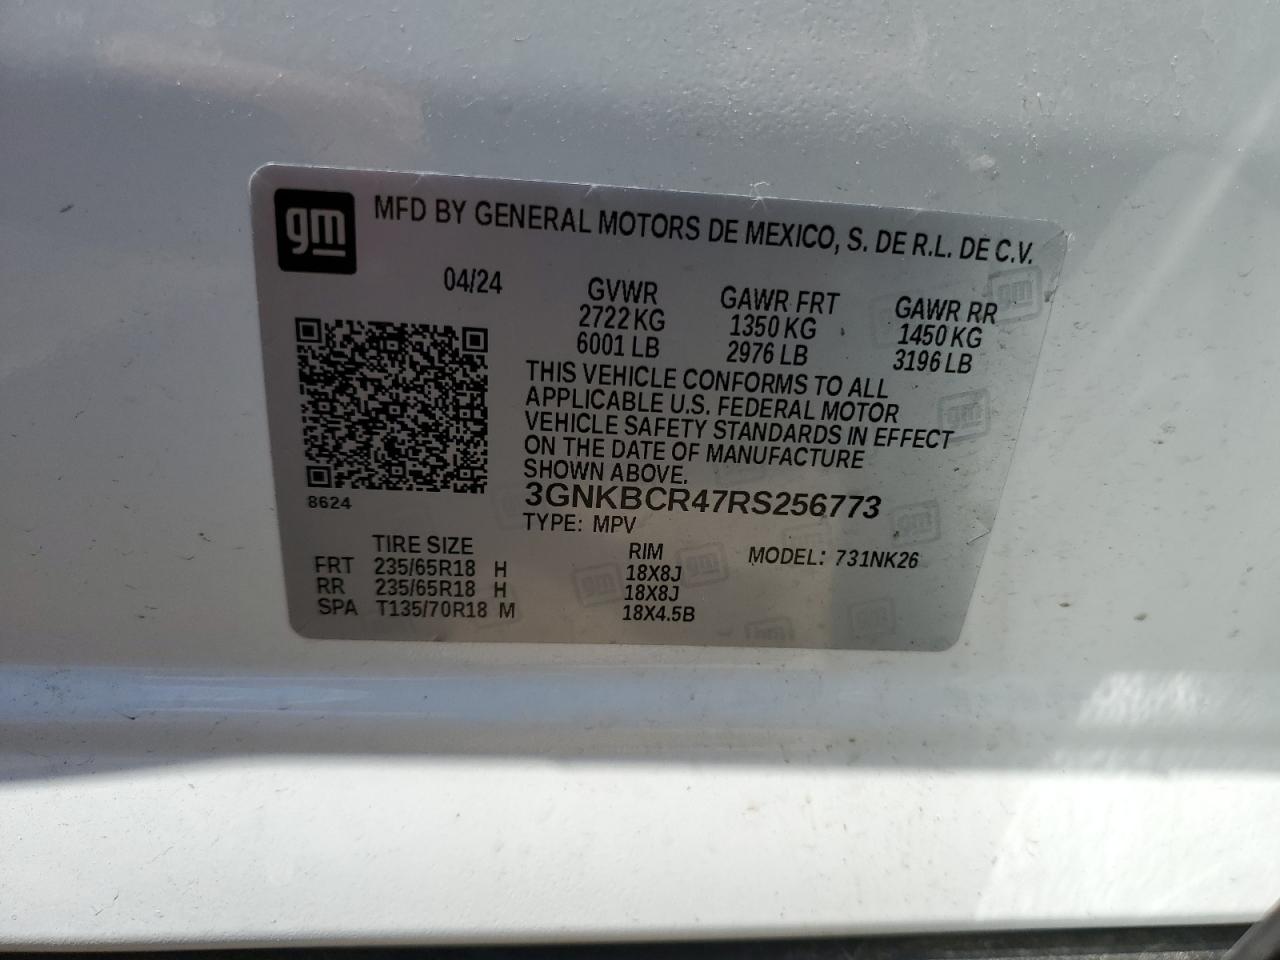 gm MFD BY GENERAL MOTORS DE MEXICO, S. DE R.L. DE C.V.
04/24 GVWR GAWR FRT GAWR RR
2722 KG 1350 KG 1450 KG
6001 LB 2976 LB 3196 LB
THIS VEHICLE CONFORMS TO ALL
APPLICABLE U.S. FEDERAL MOTOR
VEHICLE SAFETY STANDARDS IN EFFECT
ON THE DATE OF MANUFACTURE
SHOWN ABOVE.
8624
3GNKBCR47RS256773
TYPE: MPV
TIRE SIZE RIM MODEL: 731NK26
FRT 235/65R18 H 18X8J
RR 235/65R18 H 18X8J
SPA T135/70R18 M 18X4.5B